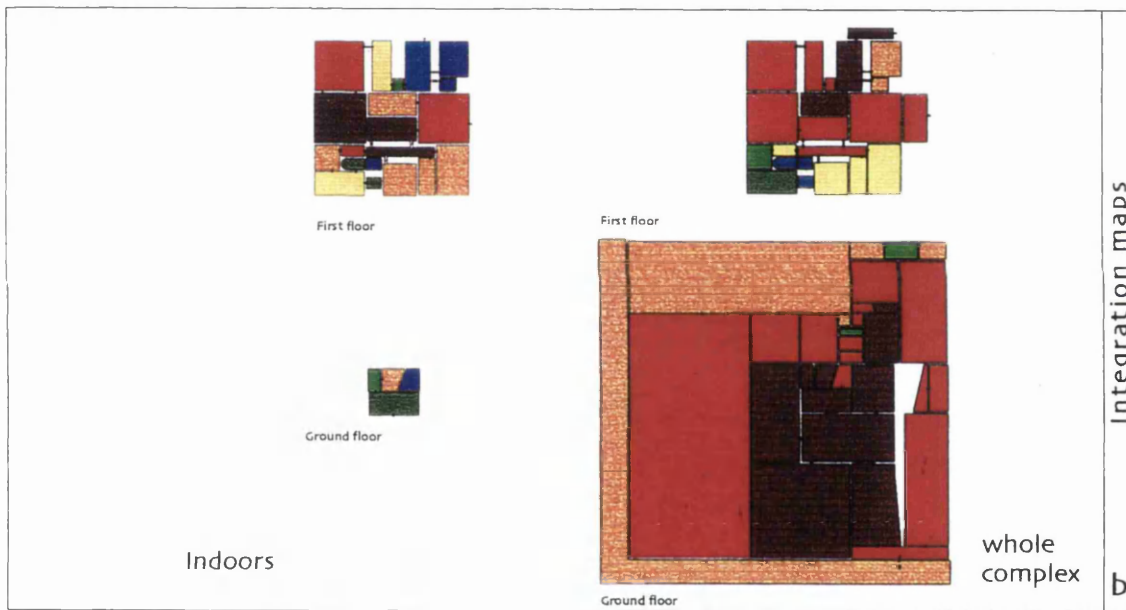 First floor
First floor
Ground floor
Indoors
whole
complex
Ground floor
Integration maps
b